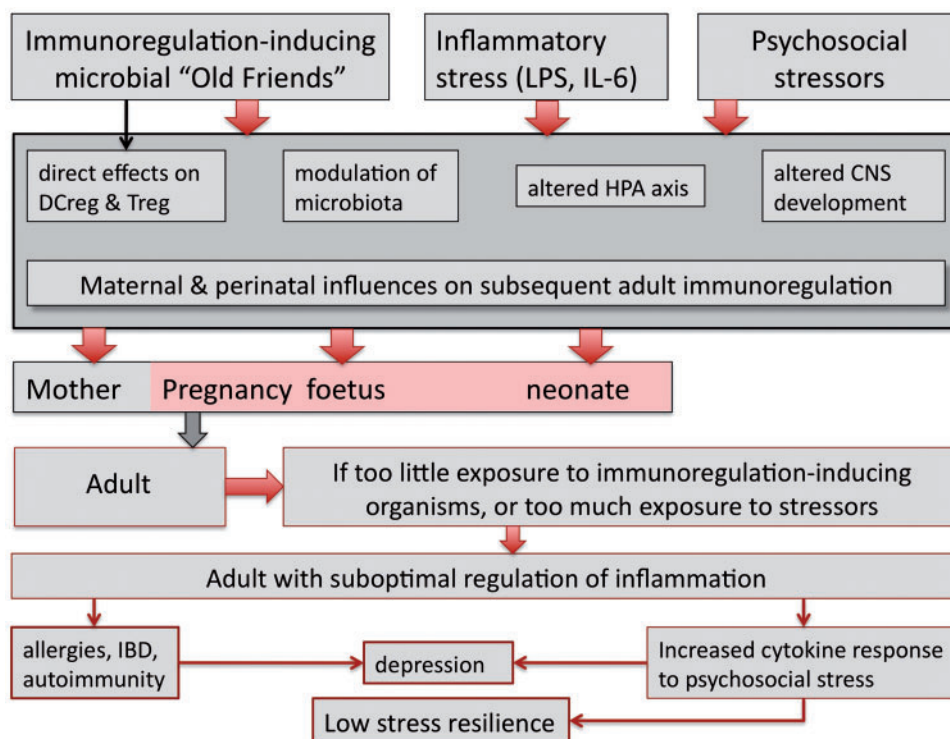 Immunoregulation-inducing
microbial “Old Friends”
Inflammatory
stress (LPS, IL-6)
Psychosocial
stressors
direct effects on
DCreg & Treg
modulation of
microbiota
altered HPA axis
altered CNS
development
Maternal & perinatal influences on subsequent adult immunoregulation
Mother Pregnancy foetus neonate
Adult
If too little exposure to immunoregulation-inducing
organisms, or too much exposure to stressors
Adult with suboptimal regulation of inflammation
allergies, IBD,
autoimmunity
depression
Increased cytokine response
to psychosocial stress
Low stress resilience